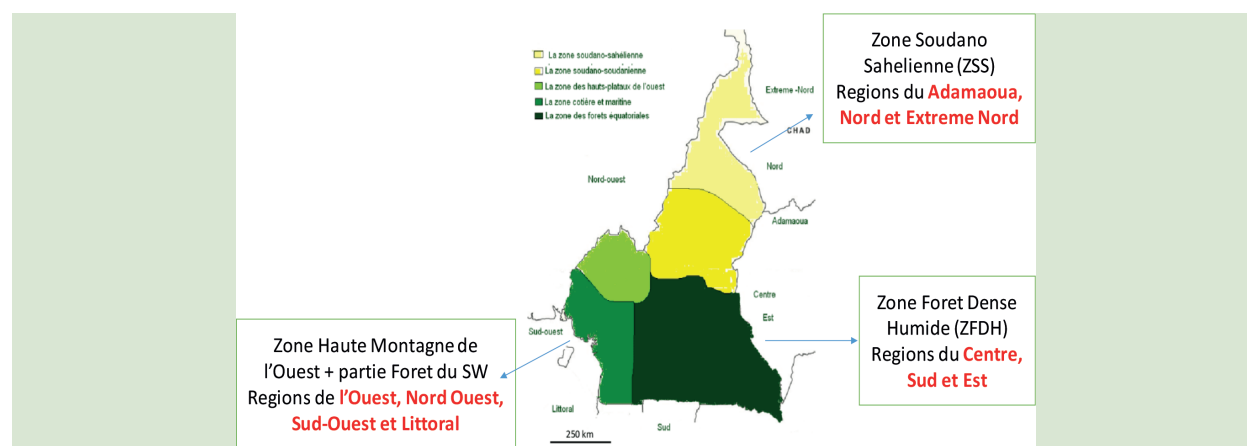 La zone soudano-sahélienne
La zone soudano-soudanienne
La zone des hauts-plataux de l'ouest
La zone cotière et maritine
La zone des forets équatoriales
Extreme -Nord
CHAD
Nord
Nord-ouest
Adamaoua
Centre
Est
Sud-ouest
Littoral
Sud
250 km
Zone Soudano
Sahelienne (ZSS)
Regions du Adamaoua,
Nord et Extreme Nord
Zone Foret Dense
Humide (ZFDH)
Regions du Centre,
Sud et Est
Zone Haute Montagne de
l’Ouest + partie Foret du SW
Regions de l’Ouest, Nord Ouest,
Sud-Ouest et Littoral